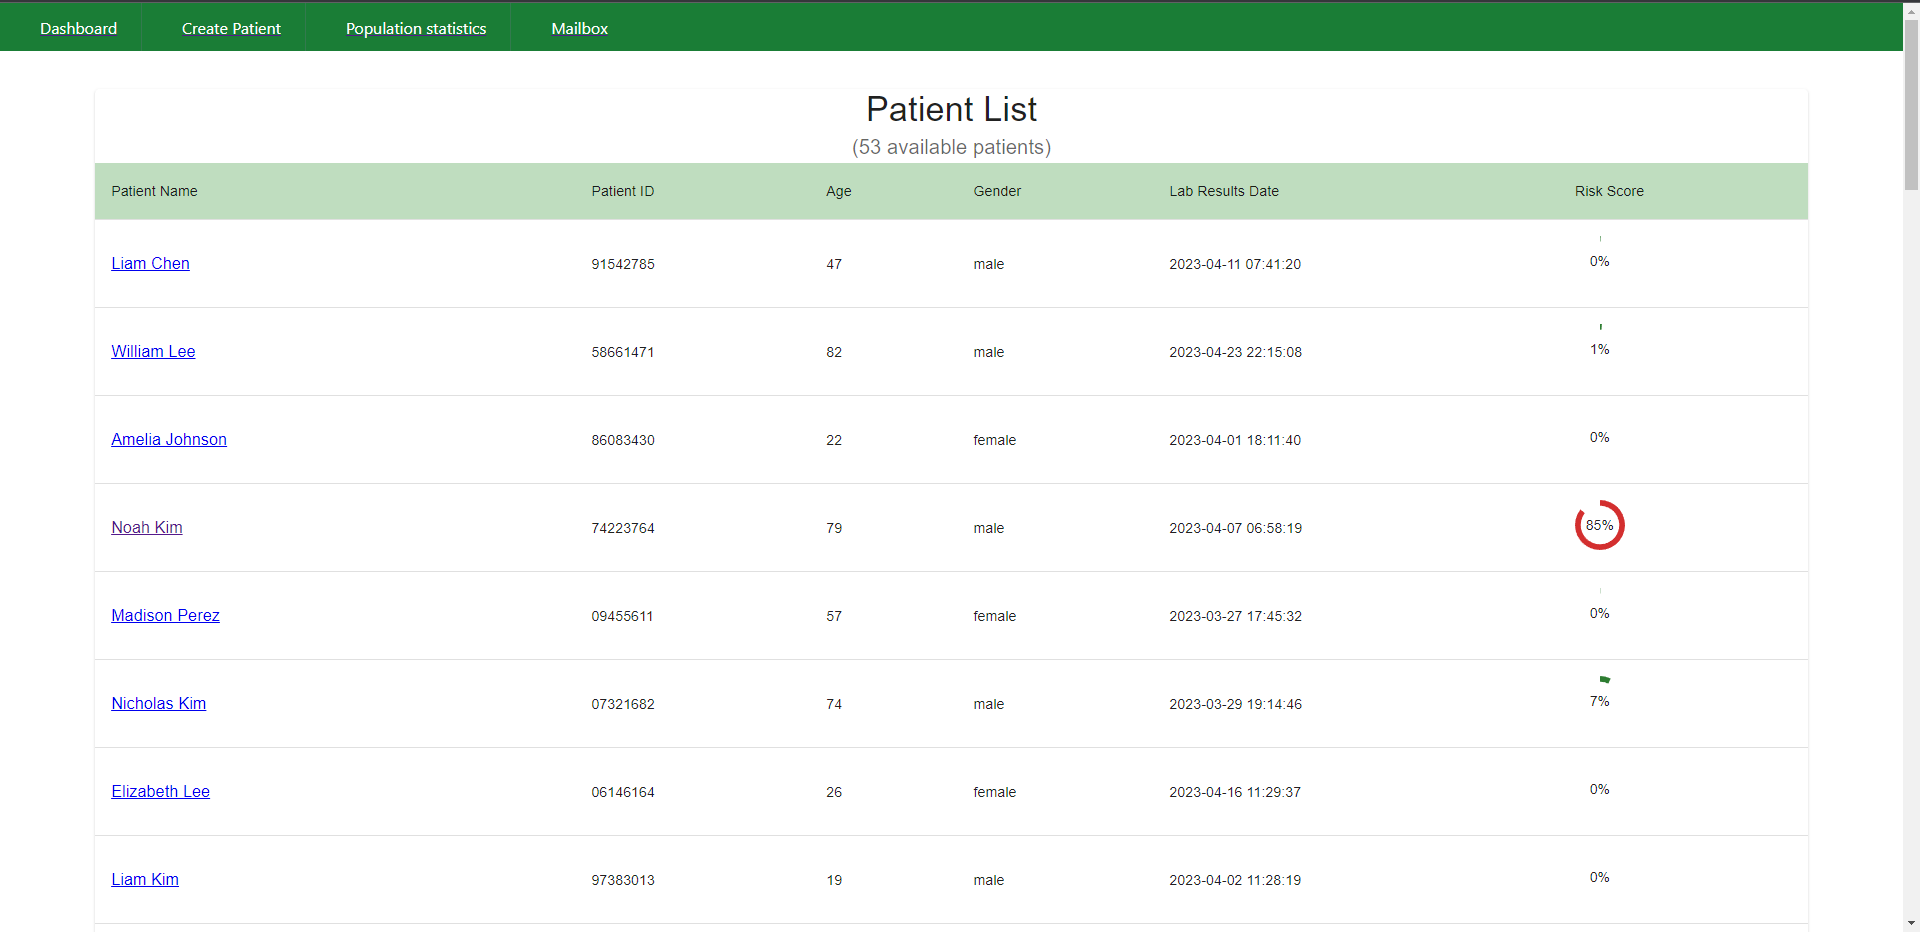 Dashboard Create Patient Population statistics Mailbox
Patient List
(53 available patients)
Patient Name Patient ID Age Gender Lab Results Date Risk Score
Liam Chen 91542785 47 male 2023-04-11 07:41:20 0%
William Lee 58661471 82 male 2023-04-23 22:15:08 1%
Amelia Johnson 86083430 22 female 2023-04-01 18:11:40 0%
Noah Kim 74223764 79 male 2023-04-07 06:58:19 85%
Madison Perez 09455611 57 female 2023-03-27 17:45:32 0%
Nicholas Kim 07321682 74 male 2023-03-29 19:14:46 7%
Elizabeth Lee 06146164 26 female 2023-04-16 11:29:37 0%
Liam Kim 97383013 19 male 2023-04-02 11:28:19 0%